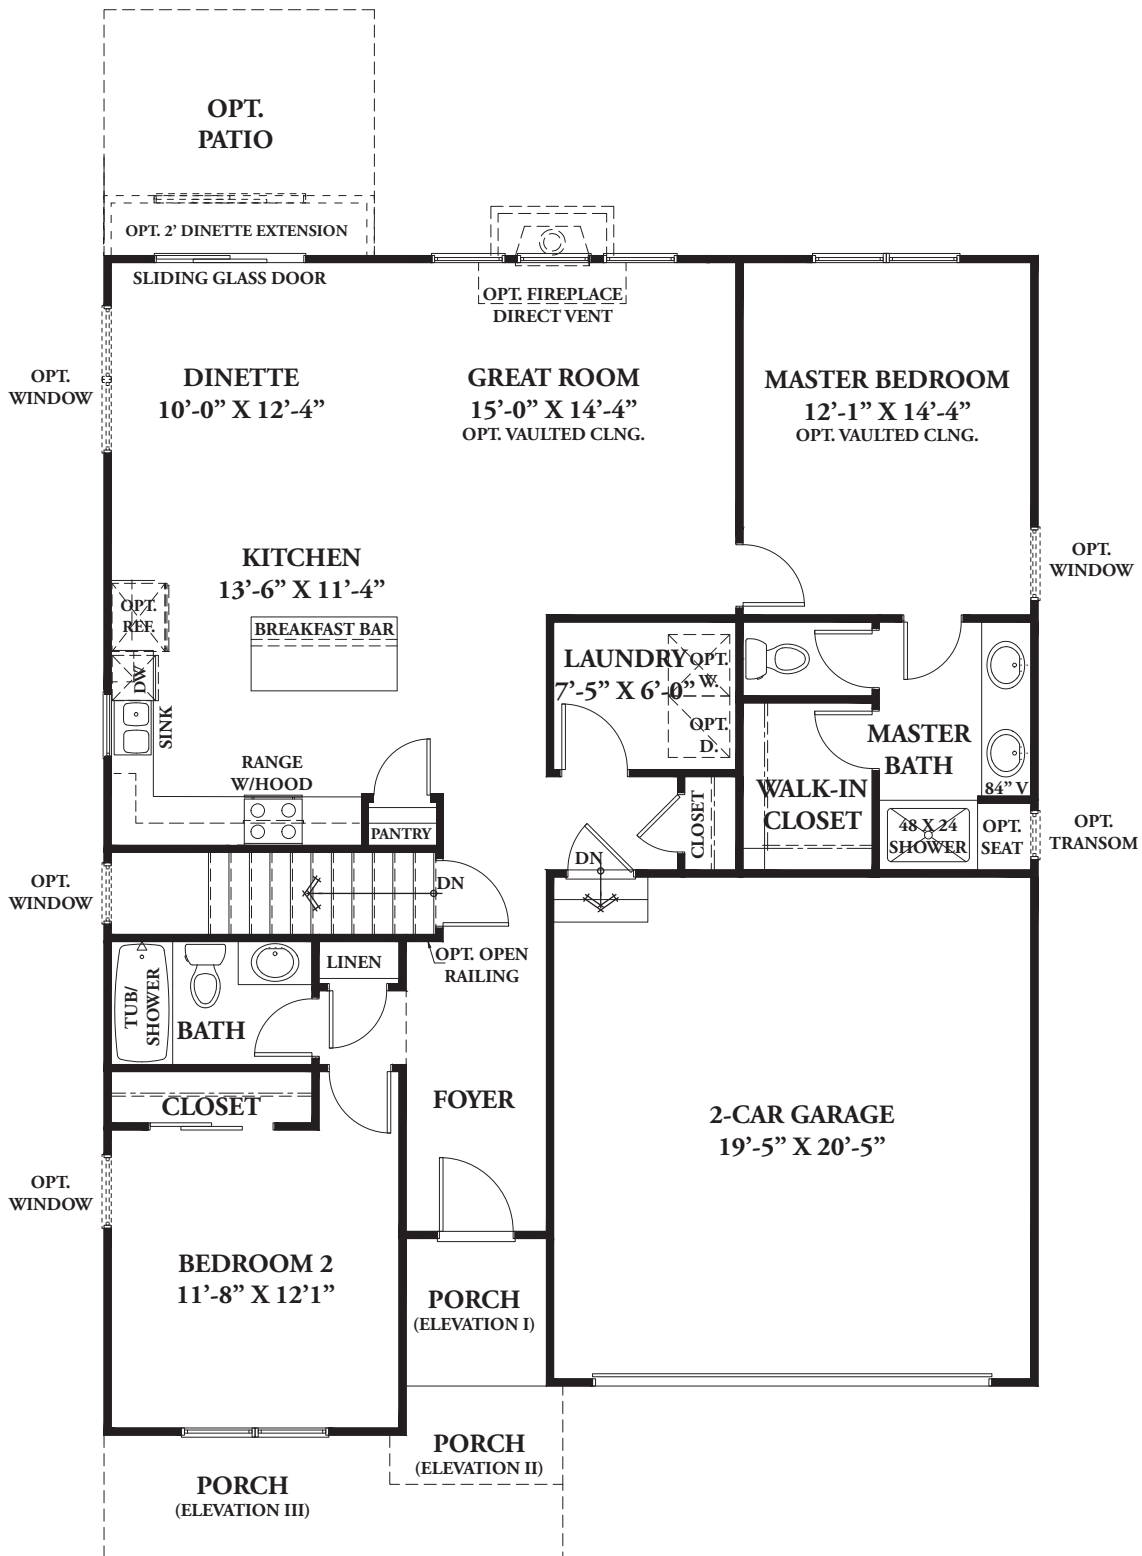 OPT.
PATIO
OPT. 2' DINETTE EXTENSION
SLIDING GLASS DOOR
OPT. FIREPLACE
DIRECT VENT
OPT.
WINDOW
DINETTE
10'-0” X 12'-4”
GREAT ROOM
15'-0” X 14'-4”
OPT. VAULTED CLNG.
MASTER BEDROOM
12'-1” X 14'-4”
OPT. VAULTED CLNG.
KITCHEN
13'-6” X 11'-4”
OPT.
WINDOW
OPT.
REF.
BREAKFAST BAR
DW
SINK
LAUNDRY
7'-5” X 6'-0”
OPT.
W.
OPT.
D.
RANGE
W/HOOD
PANTRY
CLOSET
WALK-IN
CLOSET
MASTER
BATH
84” V
48 X 24
SHOWER
OPT.
SEAT
OPT.
TRANSOM
OPT.
WINDOW
DN
DN
OPT. OPEN
RAILING
TUB/
SHOWER
BATH
LINEN
CLOSET
FOYER
2-CAR GARAGE
19'-5” X 20'-5”
OPT.
WINDOW
BEDROOM 2
11'-8” X 12'1”
PORCH
(ELEVATION I)
PORCH
(ELEVATION II)
PORCH
(ELEVATION III)